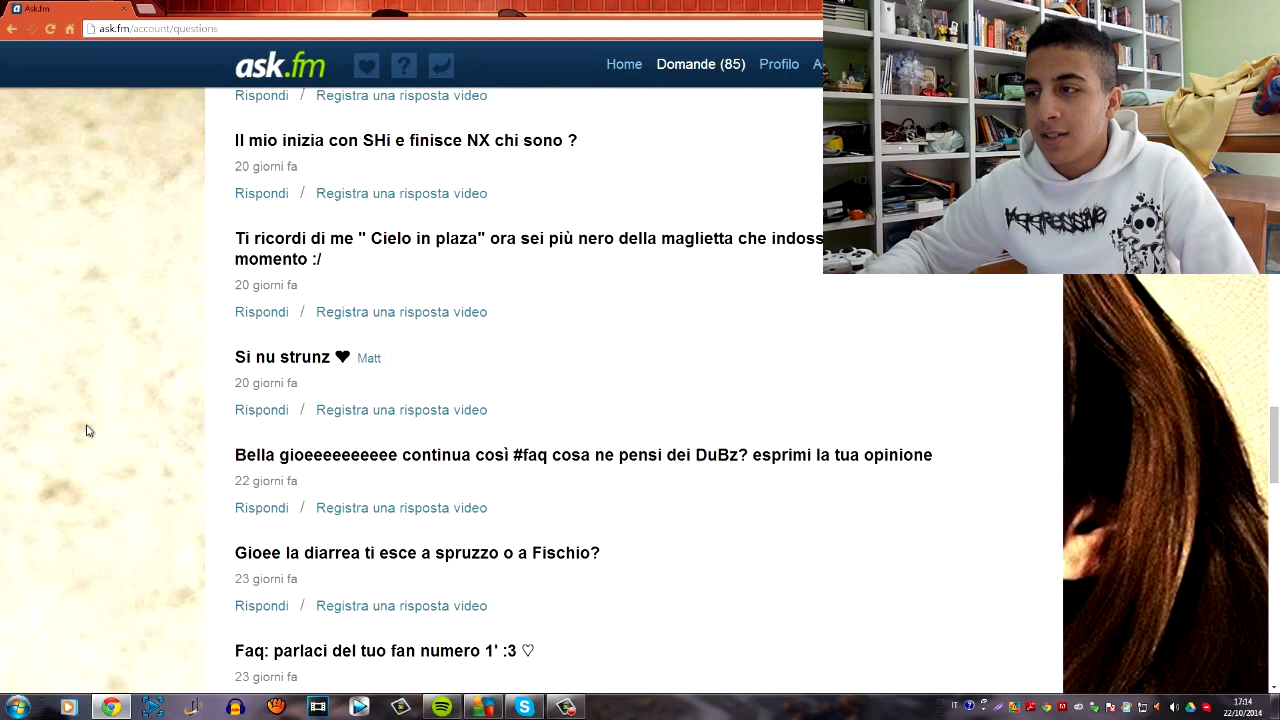 Ask.fm
ask.fm/account/questions
ask.fm
Home
Domande (85)
Profilo
Rispondi / Registra una risposta video
Il mio inizia con SHi e finisce NX chi sono ?
20 giorni fa
Rispondi / Registra una risposta video
Ti ricordi di me " Cielo in plaza" ora sei più nero della maglietta che indoss
momento :/
20 giorni fa
Rispondi / Registra una risposta video
Si nu strunz ♥ Matt
20 giorni fa
Rispondi / Registra una risposta video
Bella gioeeeeeeeeee continua così #faq cosa ne pensi dei DuBz? esprimi la tua opinione
22 giorni fa
Rispondi / Registra una risposta video
Gioee la diarrea ti esce a spruzzo o a Fischio?
23 giorni fa
Rispondi / Registra una risposta video
Faq: parlaci del tuo fan numero 1' :3 ♡
23 giorni fa
AGGRESSIVE
IT
17:14
22/10/2014